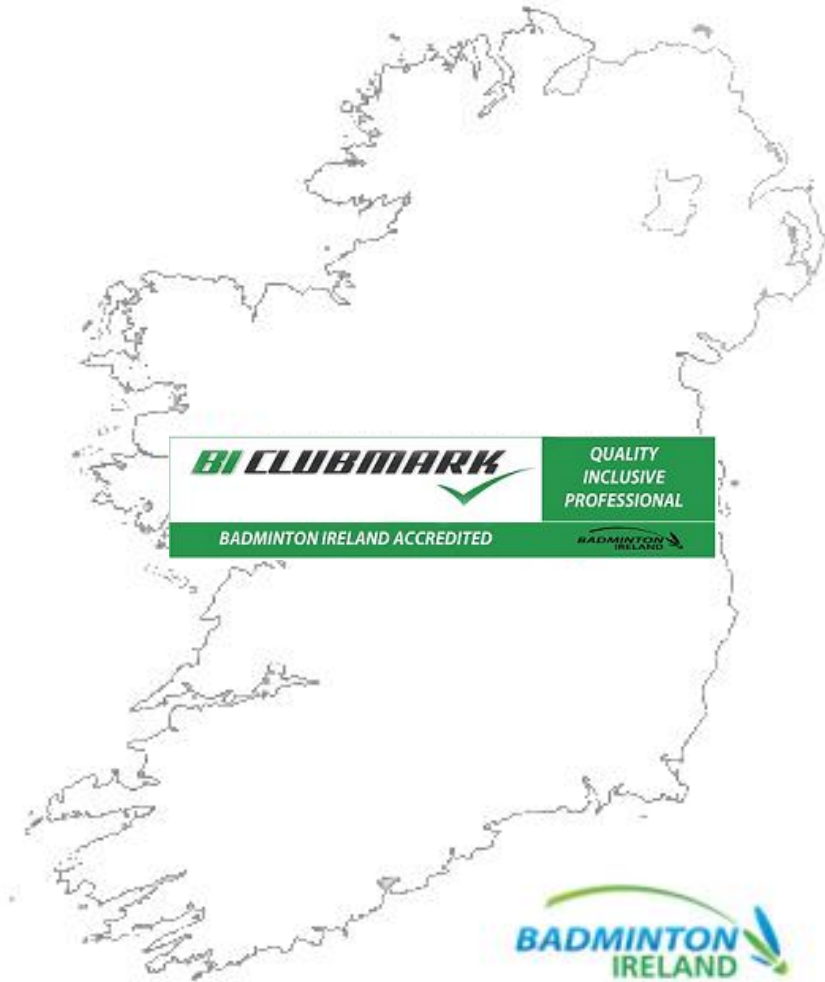 BI CLUBMARK
QUALITY
INCLUSIVE
PROFESSIONAL
BADMINTON IRELAND ACCREDITED
BADMINTON
IRELAND
BADMINTON
IRELAND